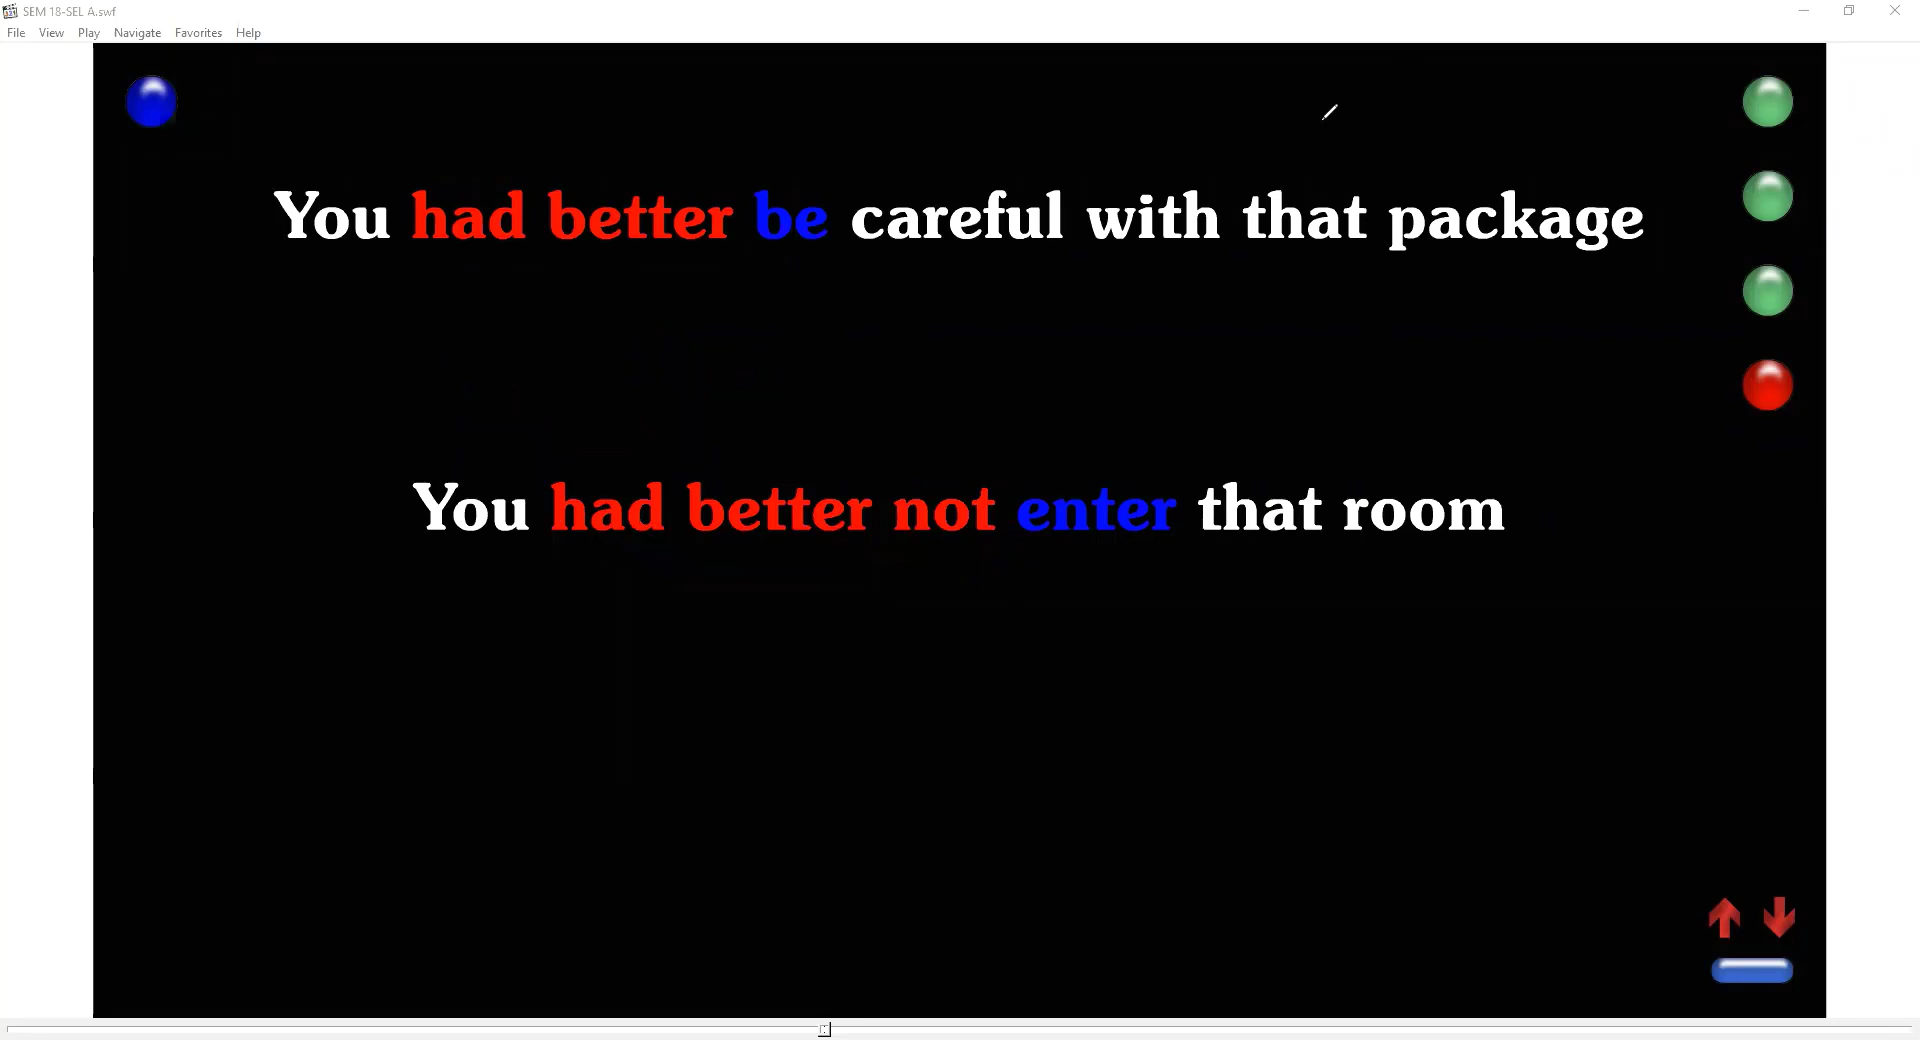 SEM 18-SEL A.swf
File View Play Navigate Favorites Help
You had better be careful with that package
You had better not enter that room